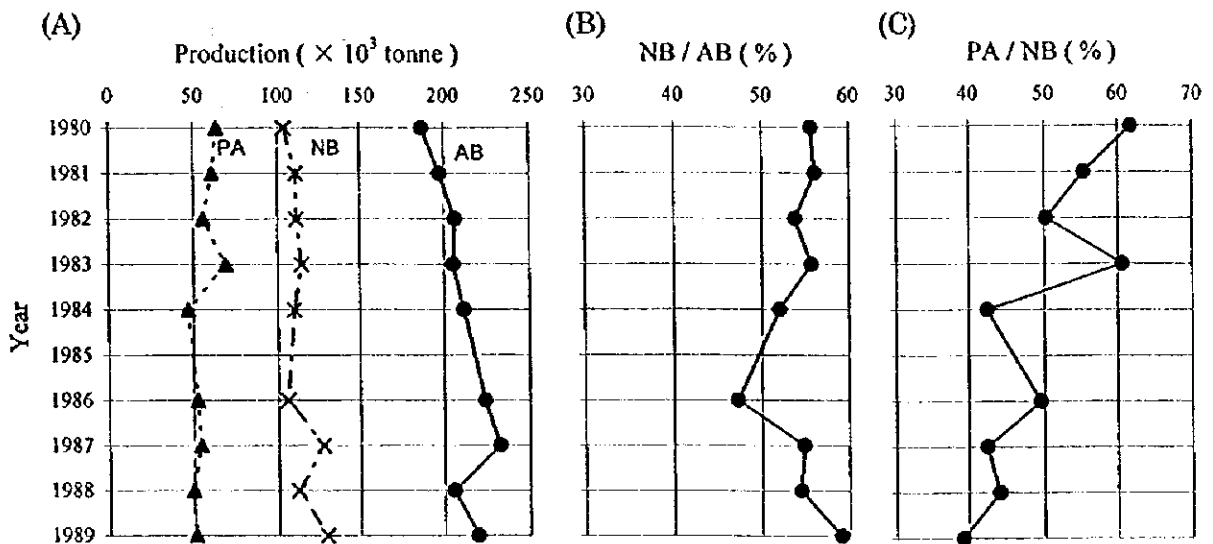 (A)
Production ( × 10³ tonne )
0 50 100 150 200 250
(B)
NB / AB ( % )
30 40 50 60
(C)
PA / NB ( % )
30 40 50 60 70
Year
1980
PA NB AB
1981
1982
1983
1984
1985
1986
1987
1988
1989